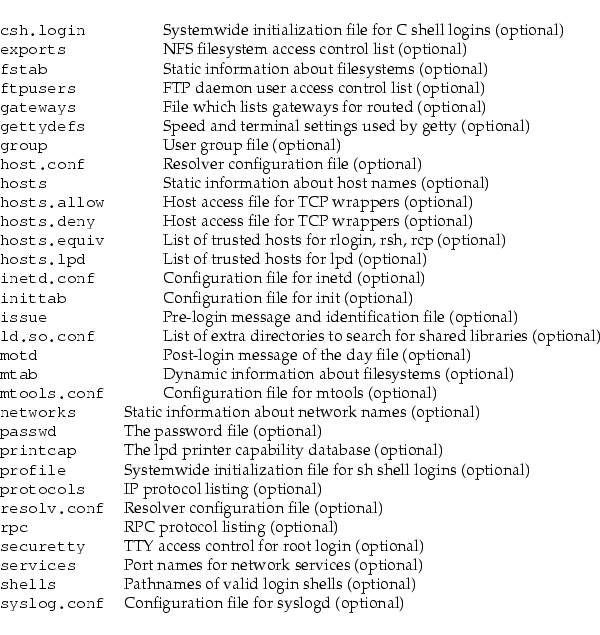 csh.login Systemwide initialization file for C shell logins (optional)
exports NFS filesystem access control list (optional)
fstab Static information about filesystems (optional)
ftpusers FTP daemon user access control list (optional)
gateways File which lists gateways for routed (optional)
gettydefs Speed and terminal settings used by getty (optional)
group User group file (optional)
host.conf Resolver configuration file (optional)
hosts Static information about host names (optional)
hosts.allow Host access file for TCP wrappers (optional)
hosts.deny Host access file for TCP wrappers (optional)
hosts.equiv List of trusted hosts for rlogin, rsh, rcp (optional)
hosts.lpd List of trusted hosts for lpd (optional)
inetd.conf Configuration file for inetd (optional)
inittab Configuration file for init (optional)
issue Pre-login message and identification file (optional)
ld.so.conf List of extra directories to search for shared libraries (optional)
motd Post-login message of the day file (optional)
mtab Dynamic information about filesystems (optional)
mtools.conf Configuration file for mtools (optional)
networks Static information about network names (optional)
passwd The password file (optional)
printcap The lpd printer capability database (optional)
profile Systemwide initialization file for sh shell logins (optional)
protocols IP protocol listing (optional)
resolv.conf Resolver configuration file (optional)
rpc RPC protocol listing (optional)
securetty TTY access control for root login (optional)
services Port names for network services (optional)
shells Pathnames of valid login shells (optional)
syslog.conf Configuration file for syslogd (optional)